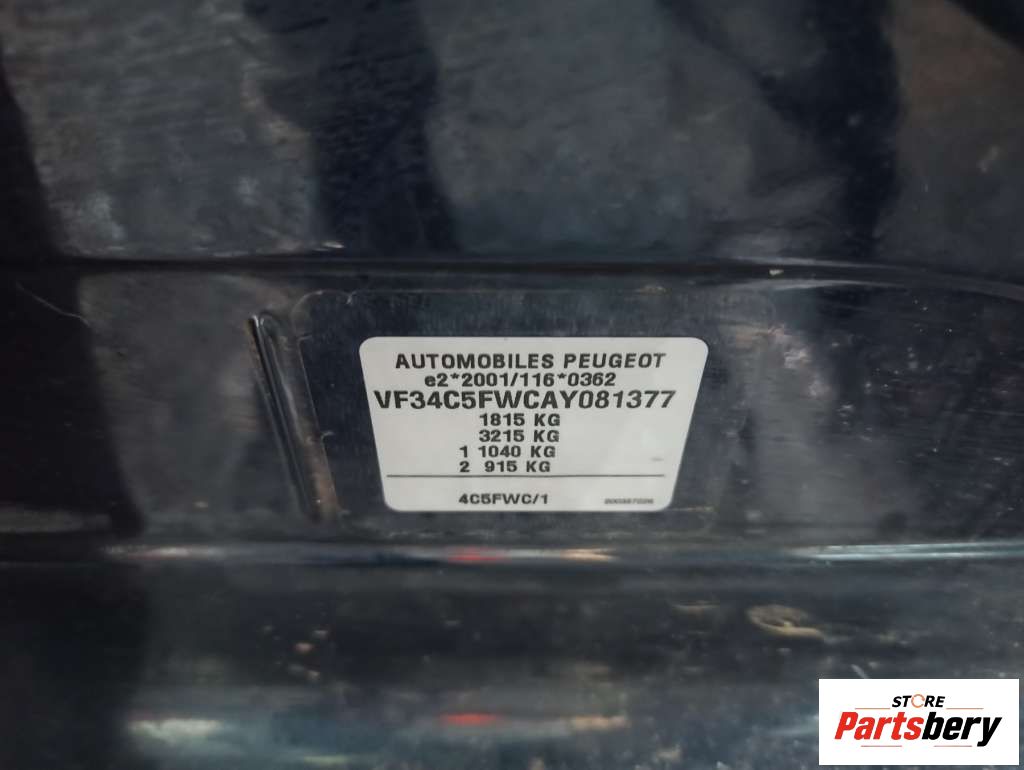 AUTOMOBILES PEUGEOT
e2*2001/116*0362
VF34C5FWCAY081377
1815 KG
3215 KG
1 1040 KG
2 915 KG
4C5FWC/1
STORE
Partsbery